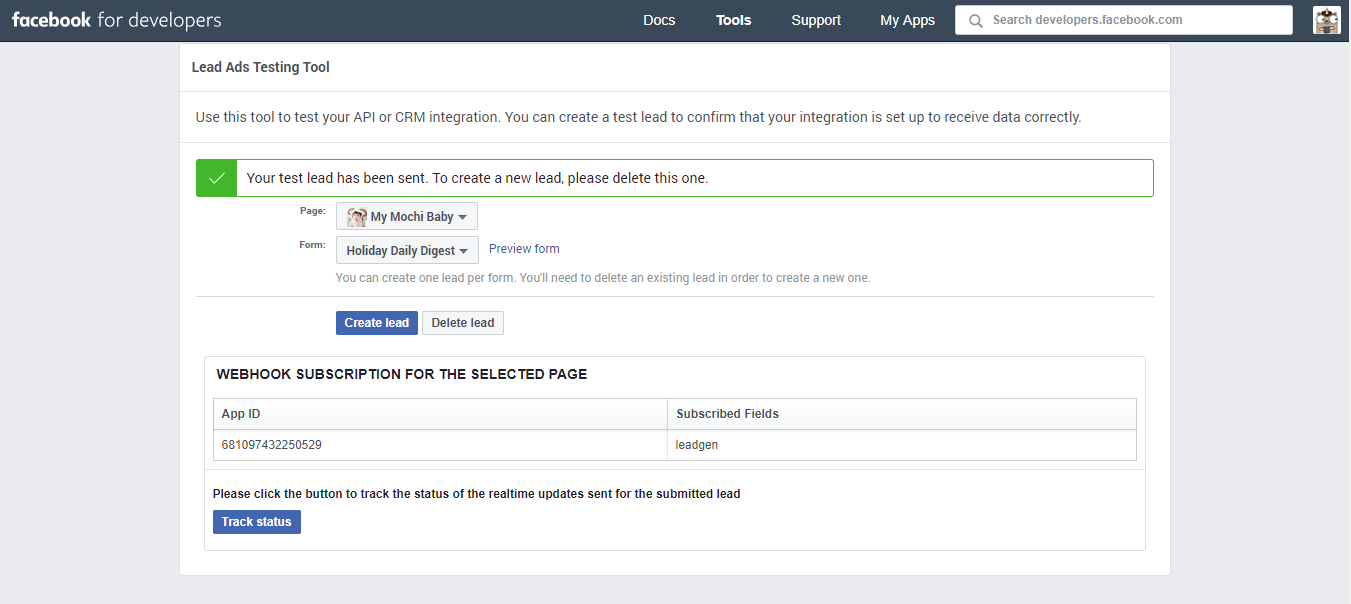 facebook for developers Docs Tools Support My Apps Search developers.facebook.com
Lead Ads Testing Tool
Use this tool to test your API or CRM integration. You can create a test lead to confirm that your integration is set up to receive data correctly.
Your test lead has been sent. To create a new lead, please delete this one.
Page: My Mochi Baby
Form: Holiday Daily Digest Preview form
You can create one lead per form. You'll need to delete an existing lead in order to create a new one.
Create lead Delete lead
WEBHOOK SUBSCRIPTION FOR THE SELECTED PAGE
App ID Subscribed Fields
681097432250529 leadgen
Please click the button to track the status of the realtime updates sent for the submitted lead
Track status